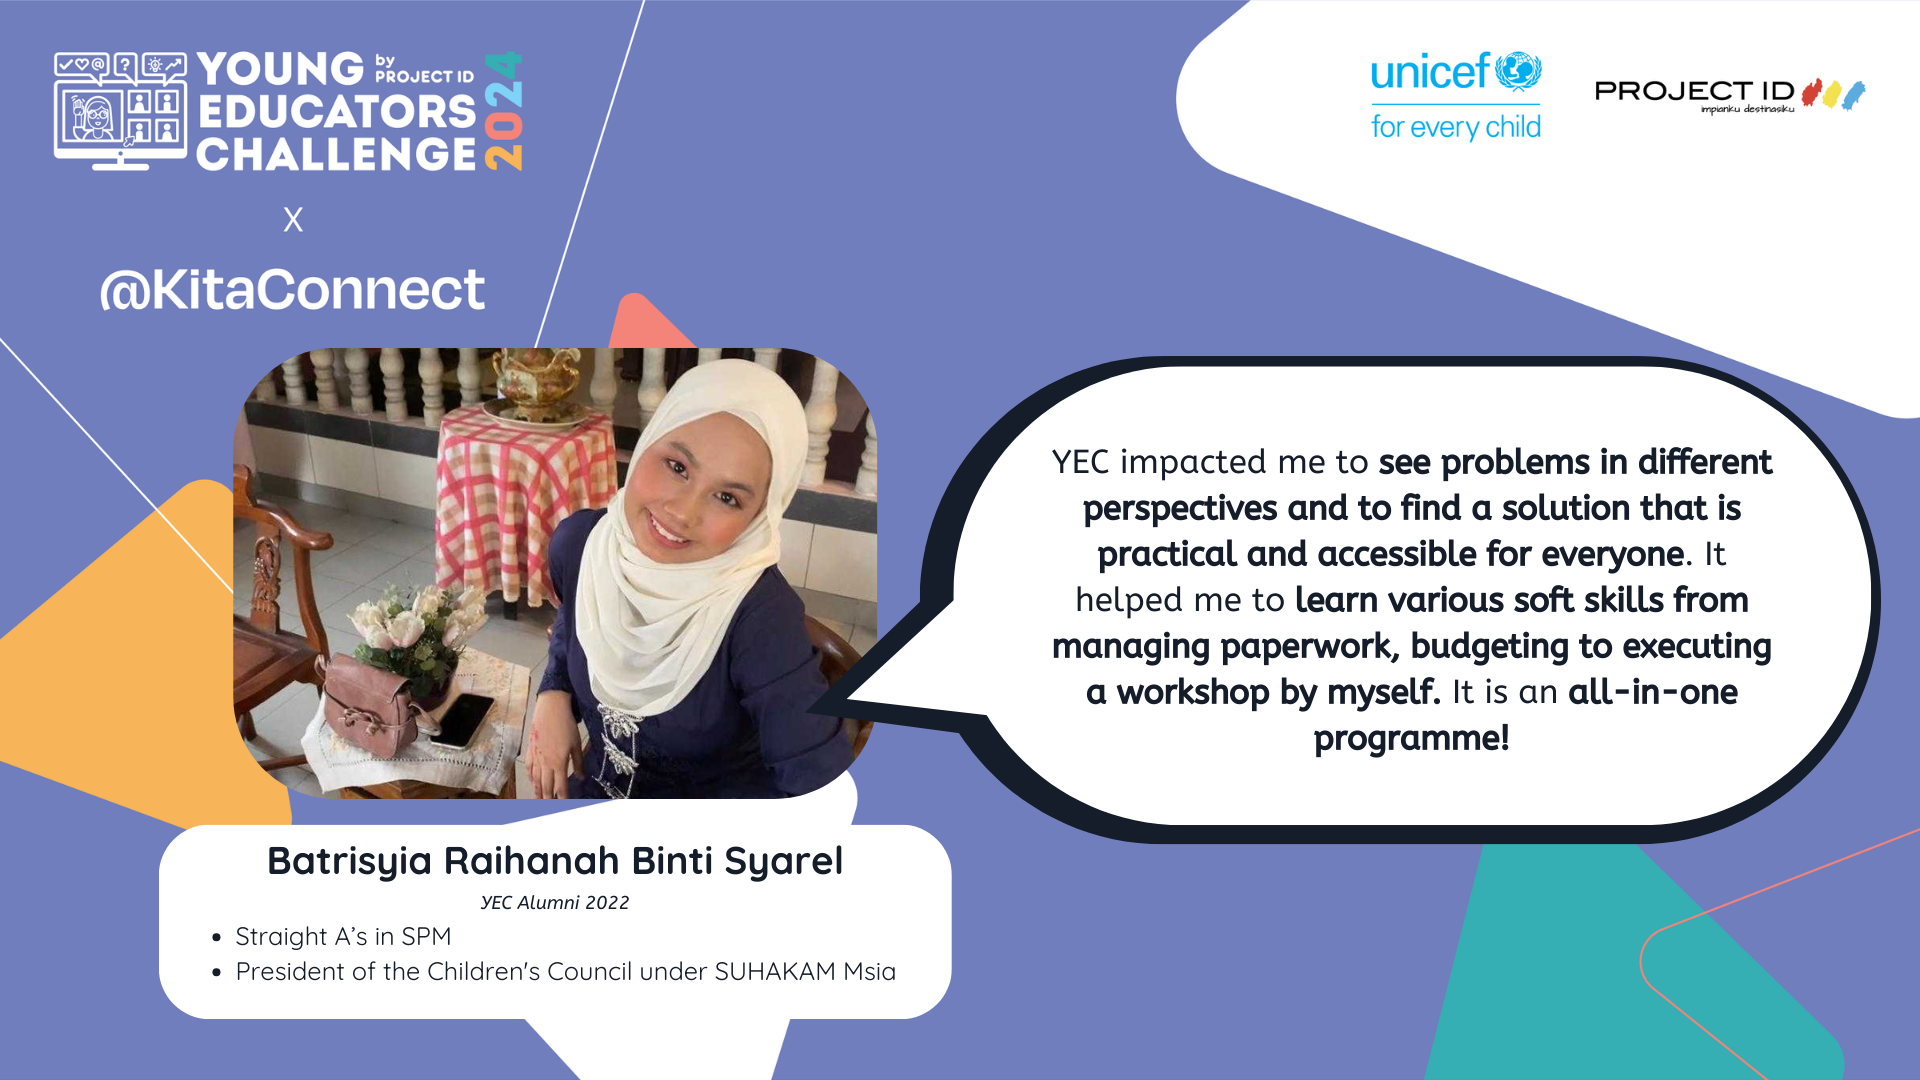 YOUNG by PROJECT ID
EDUCATORS
CHALLENGE
2024
X
@KitaConnect
unicef
for every child
PROJECT ID
impianku destinasiku
YEC impacted me to see problems in different
perspectives and to find a solution that is
practical and accessible for everyone. It
helped me to learn various soft skills from
managing paperwork, budgeting to executing
a workshop by myself. It is an all-in-one
programme!
Batrisyia Raihanah Binti Syarel
YEC Alumni 2022
• Straight A’s in SPM
• President of the Children's Council under SUHAKAM Msia